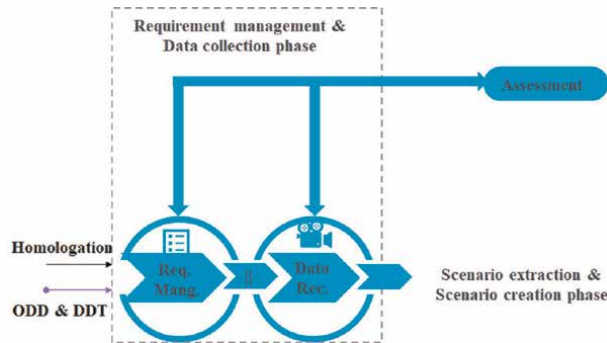 Requirement management &
Data collection phase
Assessment
Homologation
Req.
Mang.
Data
Rec.
ODD & DDT
Scenario extraction &
Scenario creation phase